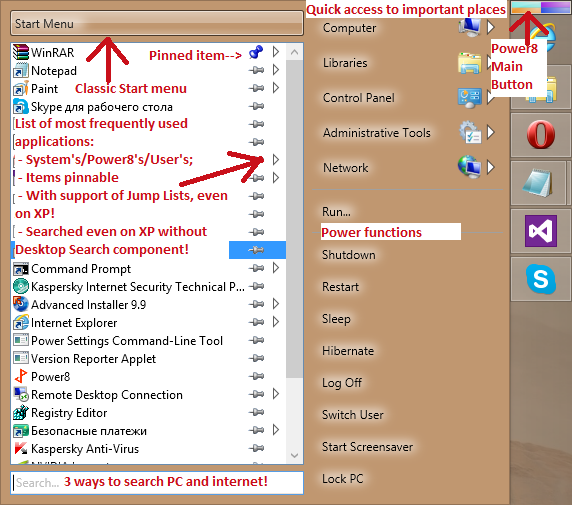 Start Menu
Quick access to important places
WinRAR
Pinned item-->
Notepad
Paint
Classic Start menu
Skype для рабочего стола
List of most frequently used
applications:
- System's/Power8's/User's;
- Items pinnable
- With support of Jump Lists, even
on XP!
- Searched even on XP without
Desktop Search component!
Command Prompt
Kaspersky Internet Security Technical P...
Advanced Installer 9.9
Internet Explorer
Power Settings Command-Line Tool
Version Reporter Applet
Power8
Remote Desktop Connection
Registry Editor
Безопасные платежи
Kaspersky Anti-Virus
Search...
3 ways to search PC and internet!
Computer
Libraries
Control Panel
Administrative Tools
Network
Run...
Power functions
Shutdown
Restart
Sleep
Hibernate
Log Off
Switch User
Start Screensaver
Lock PC
Power8
Main
Button